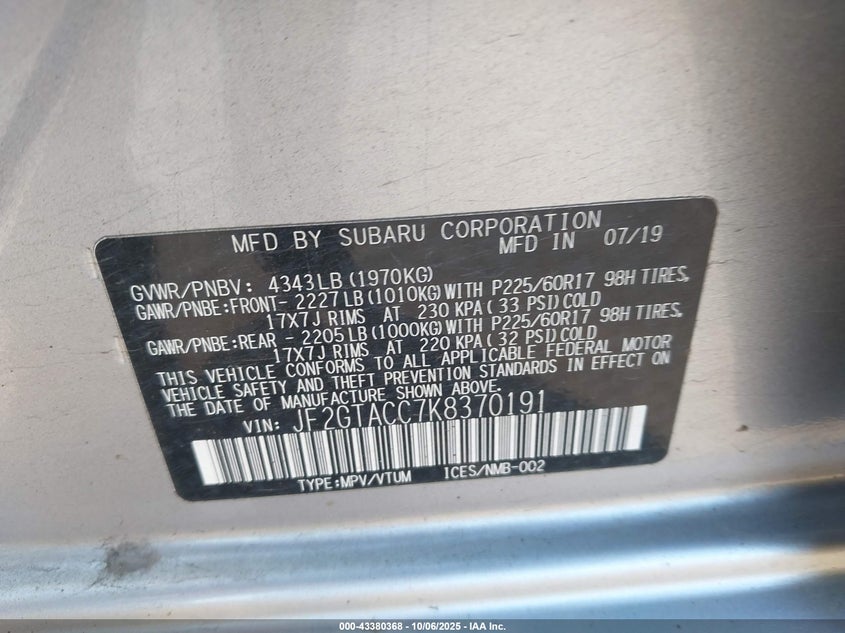 MFD BY SUBARU CORPORATION
MFD IN 07/19
GVWR/PNBV: 4343LB(1970KG)
GAWR/PNBE:FRONT- 2227LB(1010KG)WITH P225/60R17 98H TIRES,
17X7J RIMS AT 230 KPA(33 PSI)COLD
GAWR/PNBE:REAR - 2205LB(1000KG)WITH P225/60R17 98H TIRES,
17X7J RIMS AT 220 KPA(32 PSI)COLD
THIS VEHICLE CONFORMS TO ALL APPLICABLE FEDERAL MOTOR
VEHICLE SAFETY AND THEFT PREVENTION STANDARDS IN EFFECT ON
THE DATE OF MANUFACTURE SHOWN ABOVE.
VIN: JF2GTACC7K8370191
TYPE:MPV/VTUM ICES/NMB-002
000-43380368 - 10/06/2025 - IAA Inc.